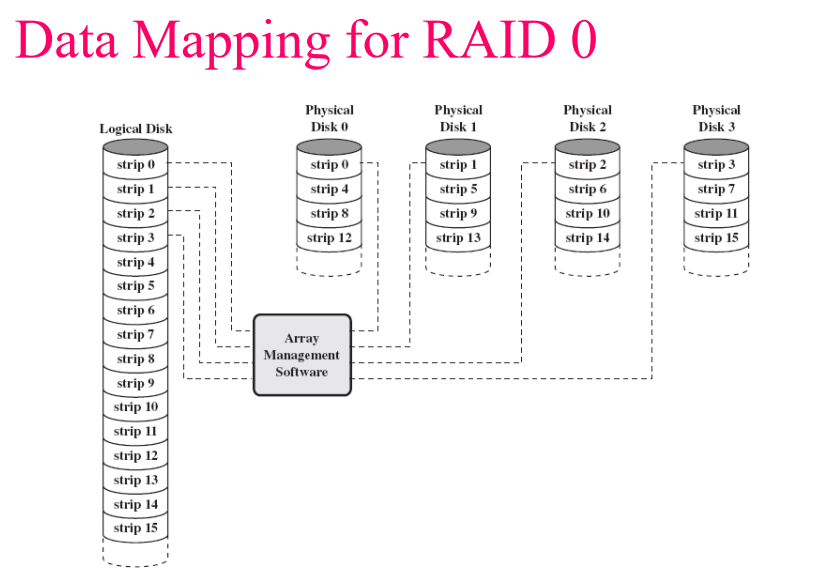 Data Mapping for RAID 0
Logical Disk
strip 0
strip 1
strip 2
strip 3
strip 4
strip 5
strip 6
strip 7
strip 8
strip 9
strip 10
strip 11
strip 12
strip 13
strip 14
strip 15
Physical
Disk 0
strip 0
strip 4
strip 8
strip 12
Physical
Disk 1
strip 1
strip 5
strip 9
strip 13
Physical
Disk 2
strip 2
strip 6
strip 10
strip 14
Physical
Disk 3
strip 3
strip 7
strip 11
strip 15
Array
Management
Software